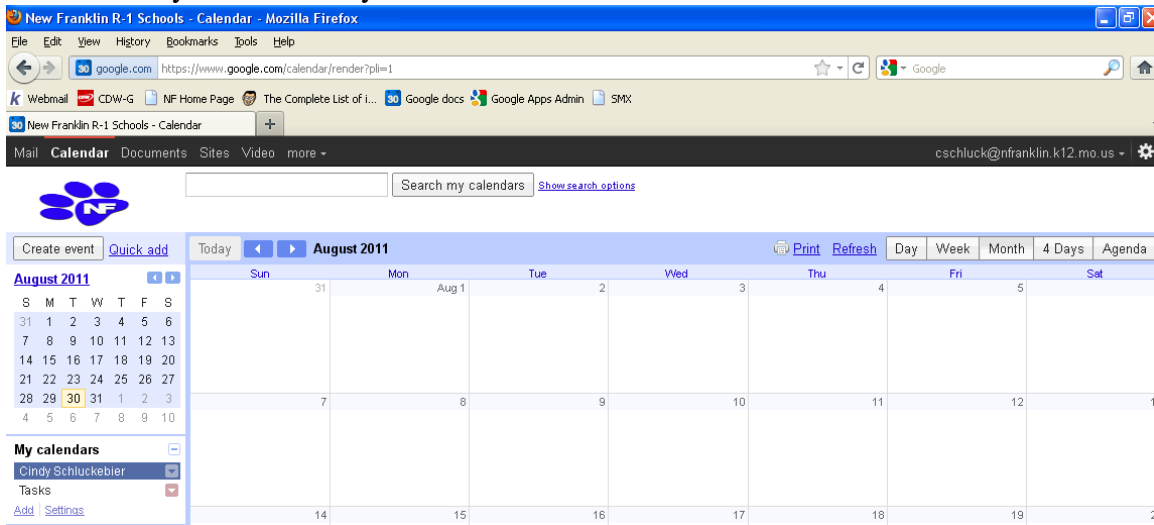 New Franklin R-1 Schools - Calendar - Mozilla Firefox
File Edit View History Bookmarks Tools Help
30 google.com https://www.google.com/calendar/render?pli=1 Google
k Webmail CDW-G NF Home Page The Complete List of i... 30 Google docs Google Apps Admin SMX
30 New Franklin R-1 Schools - Calendar +
Mail Calendar Documents Sites Video more
cschluck@nfranklin.k12.mo.us
NF
Search my calendars Show search options
Create event Quick add
Today August 2011 Print Refresh Day Week Month 4 Days Agenda
August 2011
S M T W T F S
31 1 2 3 4 5 6
7 8 9 10 11 12 13
14 15 16 17 18 19 20
21 22 23 24 25 26 27
28 29 30 31 1 2 3
4 5 6 7 8 9 10
My calendars
Cindy Schluckebier
Tasks
Add Settings
Sun Mon Tue Wed Thu Fri Sat
31 Aug 1 2 3 4 5
7 8 9 10 11 12 1
14 15 16 17 18 19 2